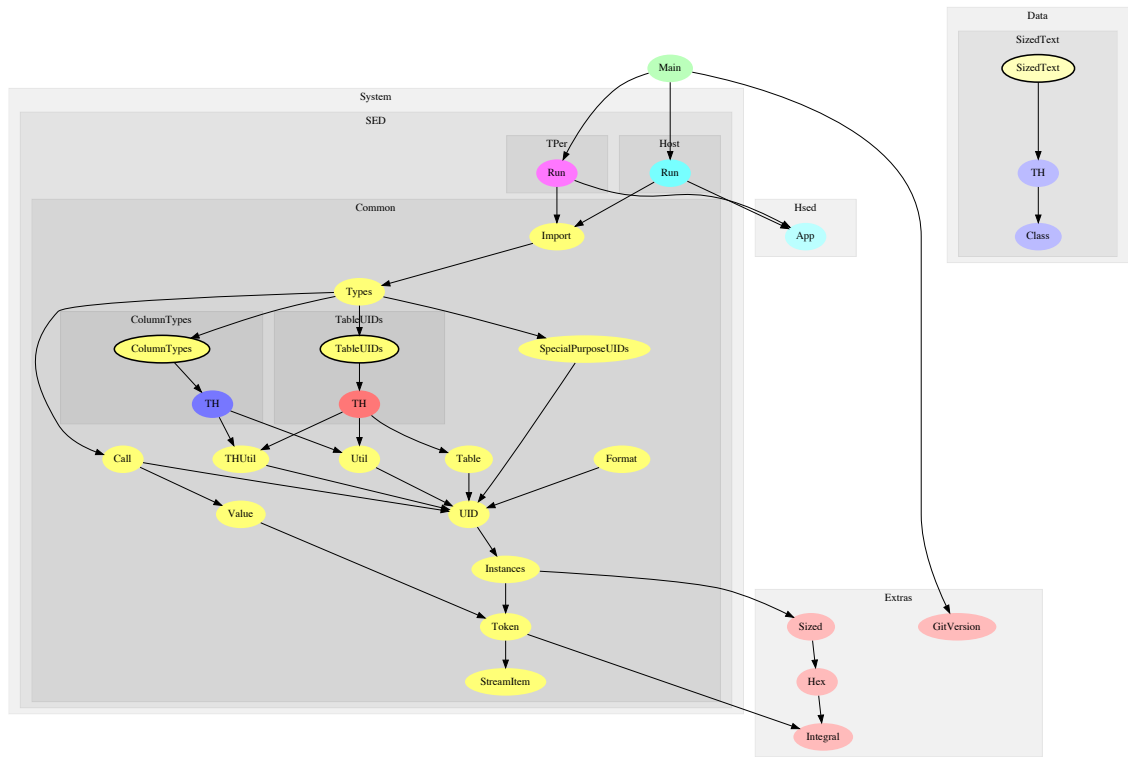 Data
SizedText
SizedText
Main
System
SED
TPer
Host
Run
Run
TH
Common
Hsed
Import
App
Class
Types
ColumnTypes
TableUIDs
ColumnTypes
TableUIDs
SpecialPurposeUIDs
TH
TH
Call
THUtil
Util
Table
Format
Value
UID
Instances
Extras
Token
Sized
GitVersion
StreamItem
Hex
Integral